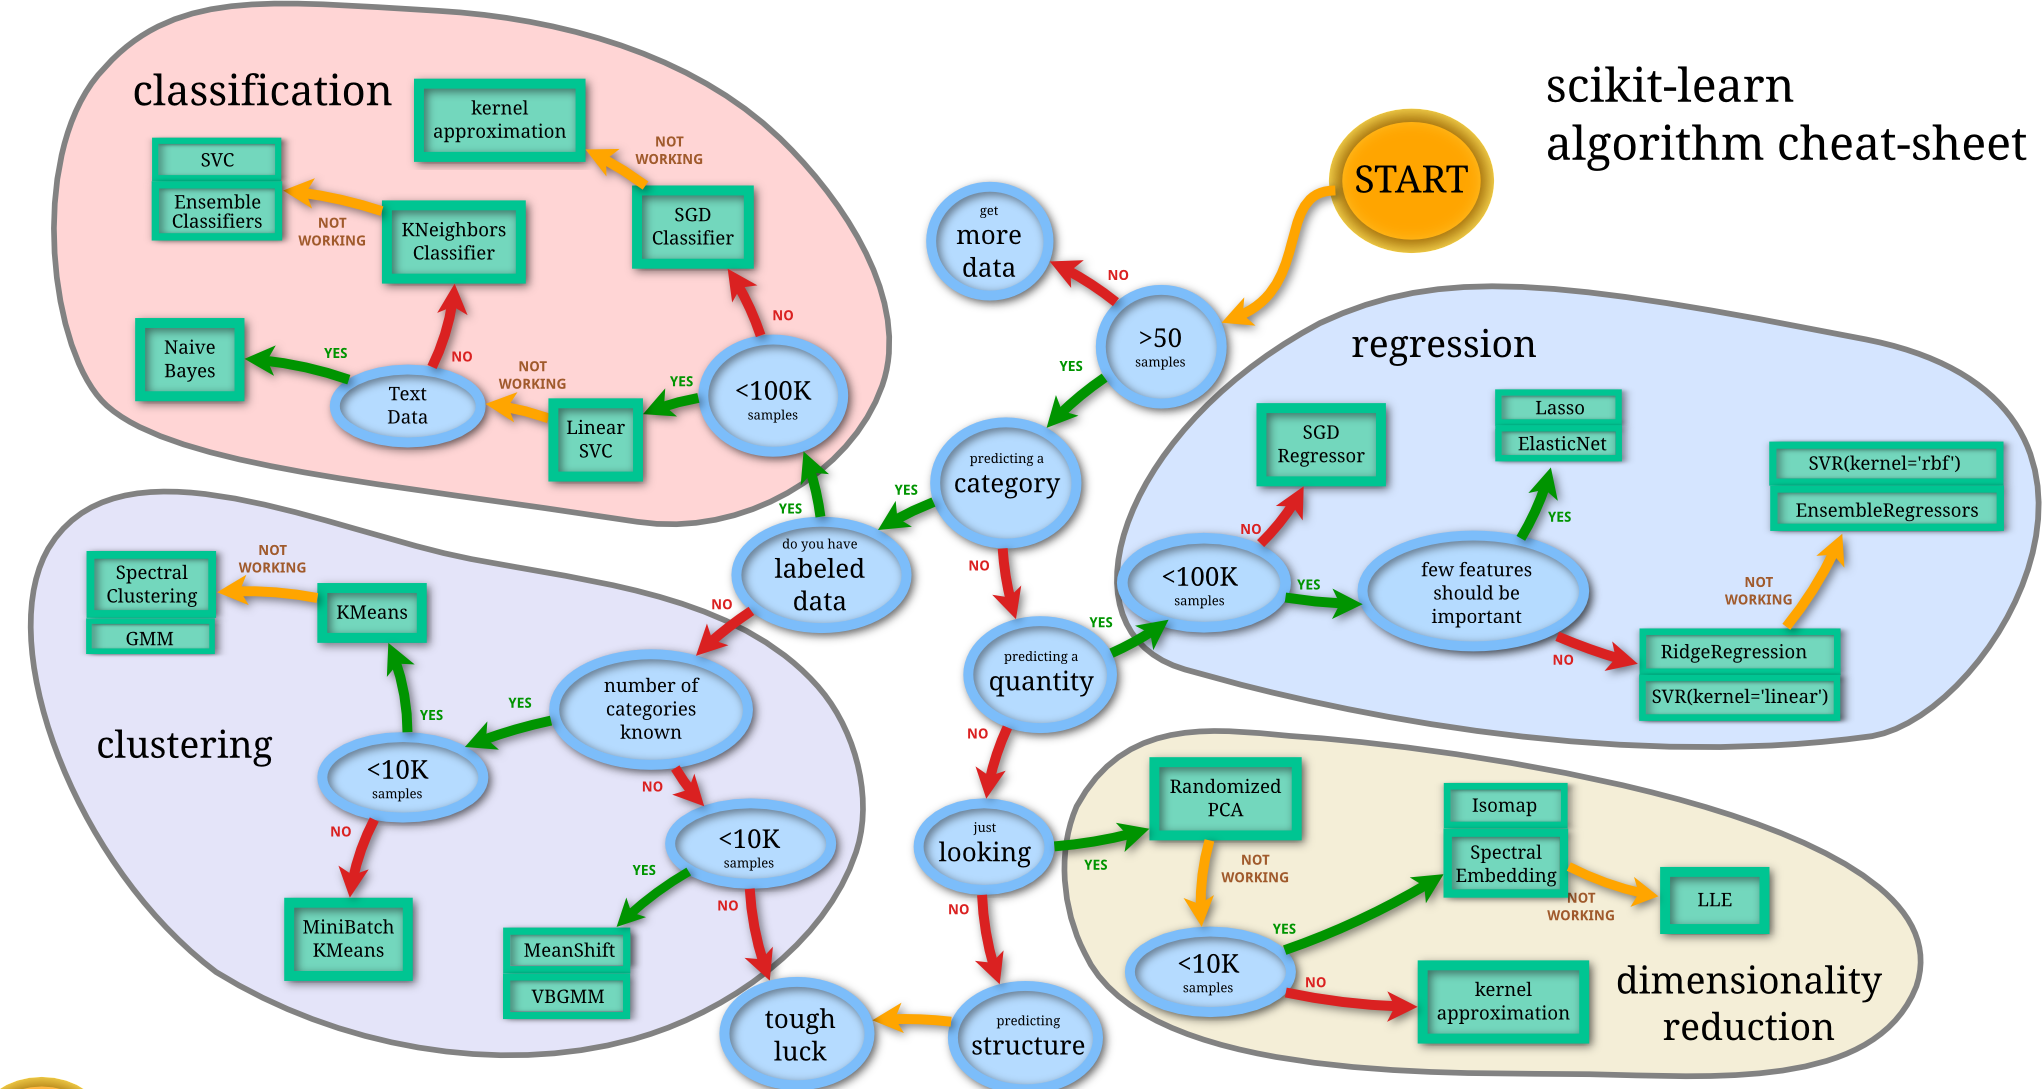 scikit-learn
algorithm cheat-sheet
START
classification
kernel
approximation
NOT
WORKING
SVC
Ensemble
Classifiers
NOT
WORKING
KNeighbors
Classifier
SGD
Classifier
NO
Naive
Bayes
YES
NO
Text
Data
NOT
WORKING
Linear
SVC
YES
<100K
samples
YES
get
more
data
NO
>50
samples
YES
predicting a
category
YES
NO
do you have
labeled
data
NO
predicting a
quantity
YES
NO
just
looking
YES
NO
predicting
structure
tough
luck
regression
SGD
Regressor
NO
<100K
samples
YES
few features
should be
important
YES
Lasso
ElasticNet
NO
RidgeRegression
SVR(kernel='linear')
NOT
WORKING
SVR(kernel='rbf')
EnsembleRegressors
clustering
Spectral
Clustering
GMM
NOT
WORKING
KMeans
YES
<10K
samples
NO
MiniBatch
KMeans
YES
number of
categories
known
NO
<10K
samples
YES
MeanShift
VBGMM
NO
dimensionality
reduction
Randomized
PCA
NOT
WORKING
<10K
samples
YES
Isomap
Spectral
Embedding
NOT
WORKING
LLE
NO
kernel
approximation